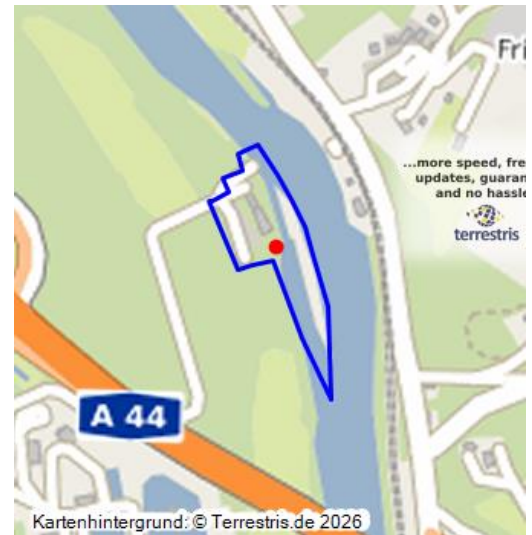 Fri
...more speed, fre
updates, guaran
and no hassle
terrestris
A 44
Kartenhintergrund: © Terrestris.de 2026